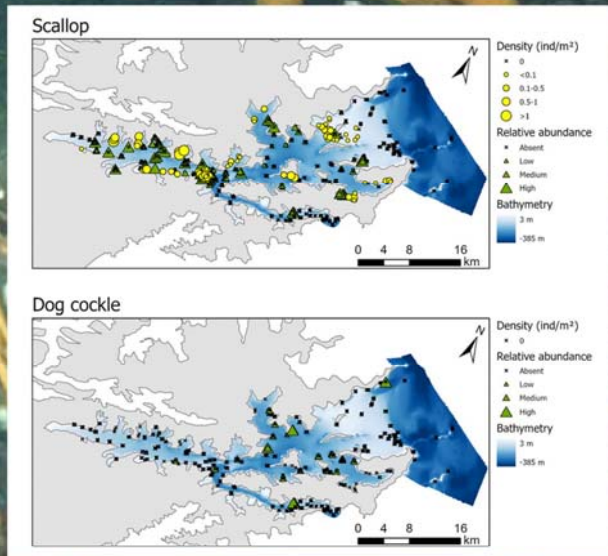 Scallop
N
Density (ind/m²)
0
<0.1
0.1-0.5
0.5-1
>1
Relative abundance
Absent
Low
Medium
High
Bathymetry
3 m
-385 m
0 4 8 16
km
Dog cockle
N
Density (ind/m²)
0
Relative abundance
Absent
Low
Medium
High
Bathymetry
3 m
-385 m
0 4 8 16
km